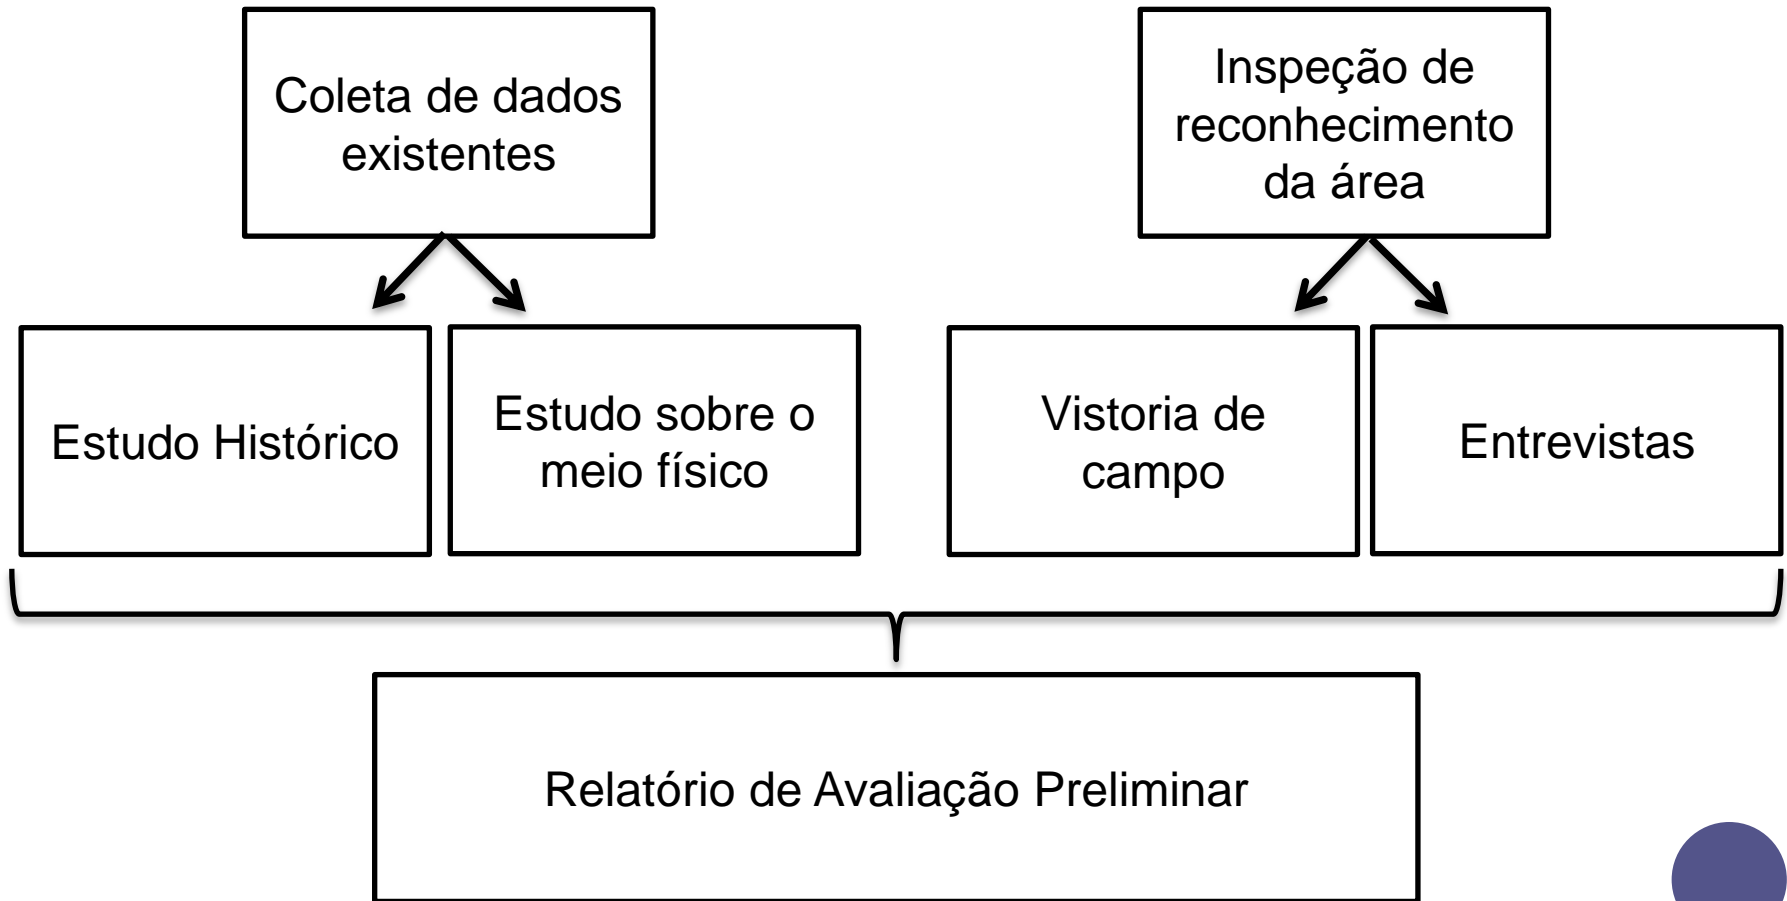 Coleta de dados
existentes
Inspeção de
reconhecimento
da área
Estudo Histórico
Estudo sobre o
meio físico
Vistoria de
campo
Entrevistas
Relatório de Avaliação Preliminar